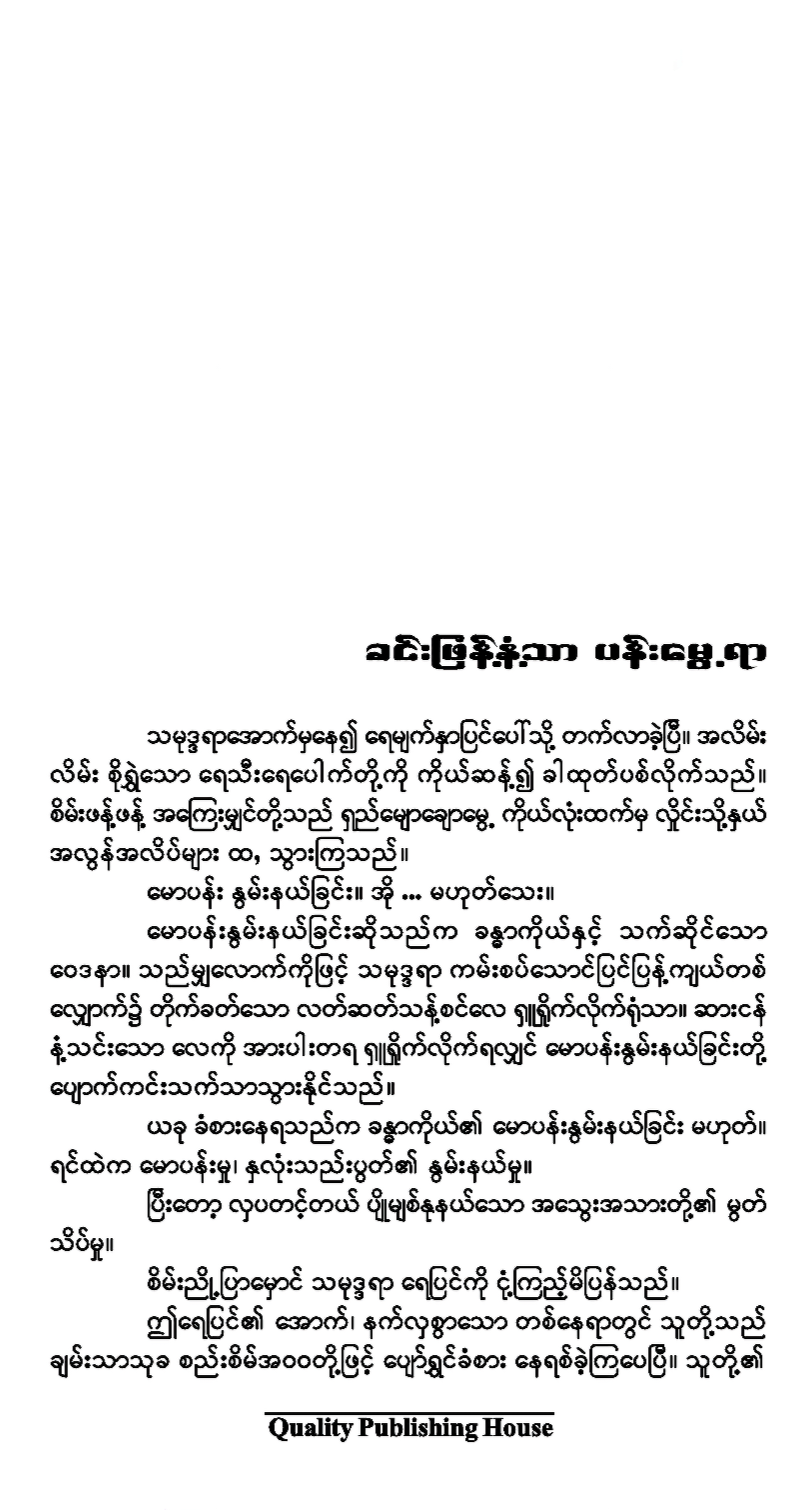 ခင်းဖြန့်နံ့သာ ပန်းမွေ့ရာ
သမုဒ္ဒရာအောက်မှနေ၍ ရေမျက်နှာပြင်ပေါ်သို့ တက်လာခဲ့ပြီ။ အလိမ်း
လိမ်း စိုရွှဲသော ရေသီးရေပေါက်တို့ကို ကိုယ်ဆန့်၍ ခါထုတ်ပစ်လိုက်သည်။
စိမ်းဖန့်ဖန့် အကြေးမျှင်တို့သည် ရှည်မျောချောမွေ့ ကိုယ်လုံးထက်မှ လှိုင်းသို့နှယ်
အလွန်အလိပ်များ ထ, သွားကြသည်။
မောပန်း နွမ်းနယ်ခြင်း။ အို ... မဟုတ်သေး။
မောပန်းနွမ်းနယ်ခြင်းဆိုသည်က ခန္ဓာကိုယ်နှင့် သက်ဆိုင်သော
ဝေဒနာ။ သည်မျှလောက်ကိုဖြင့် သမုဒ္ဒရာ ကမ်းစပ်သောင်ပြင်ပြန့်ကျယ်တစ်
လျှောက်၌ တိုက်ခတ်သော လတ်ဆတ်သန့်စင်လေ ရှူရှိုက်လိုက်ရုံသာ။ ဆားငန်
နံ့သင်းသော လေကို အားပါးတရ ရှူရှိုက်လိုက်ရလျှင် မောပန်းနွမ်းနယ်ခြင်းတို့
ပျောက်ကင်းသက်သာသွားနိုင်သည်။
ယခု ခံစားနေရသည်က ခန္ဓာကိုယ်၏ မောပန်းနွမ်းနယ်ခြင်း မဟုတ်။
ရင်ထဲက မောပန်းမှု၊ နှလုံးသည်းပွတ်၏ နွမ်းနယ်မှု။
ပြီးတော့ လှပတင့်တယ် ပျိုမျစ်နုနယ်သော အသွေးအသားတို့၏ မွတ်
သိပ်မှု။
စိမ်းညို့ပြာမှောင် သမုဒ္ဒရာ ရေပြင်ကို ငုံ့ကြည့်မိပြန်သည်။
ဤရေပြင်၏ အောက်၊ နက်လှစွာသော တစ်နေရာတွင် သူတို့သည်
ချမ်းသာသုခ စည်းစိမ်အဝဝတို့ဖြင့် ပျော်ရွှင်ခံစား နေရစ်ခဲ့ကြပေပြီ။ သူတို့၏
Quality Publishing House